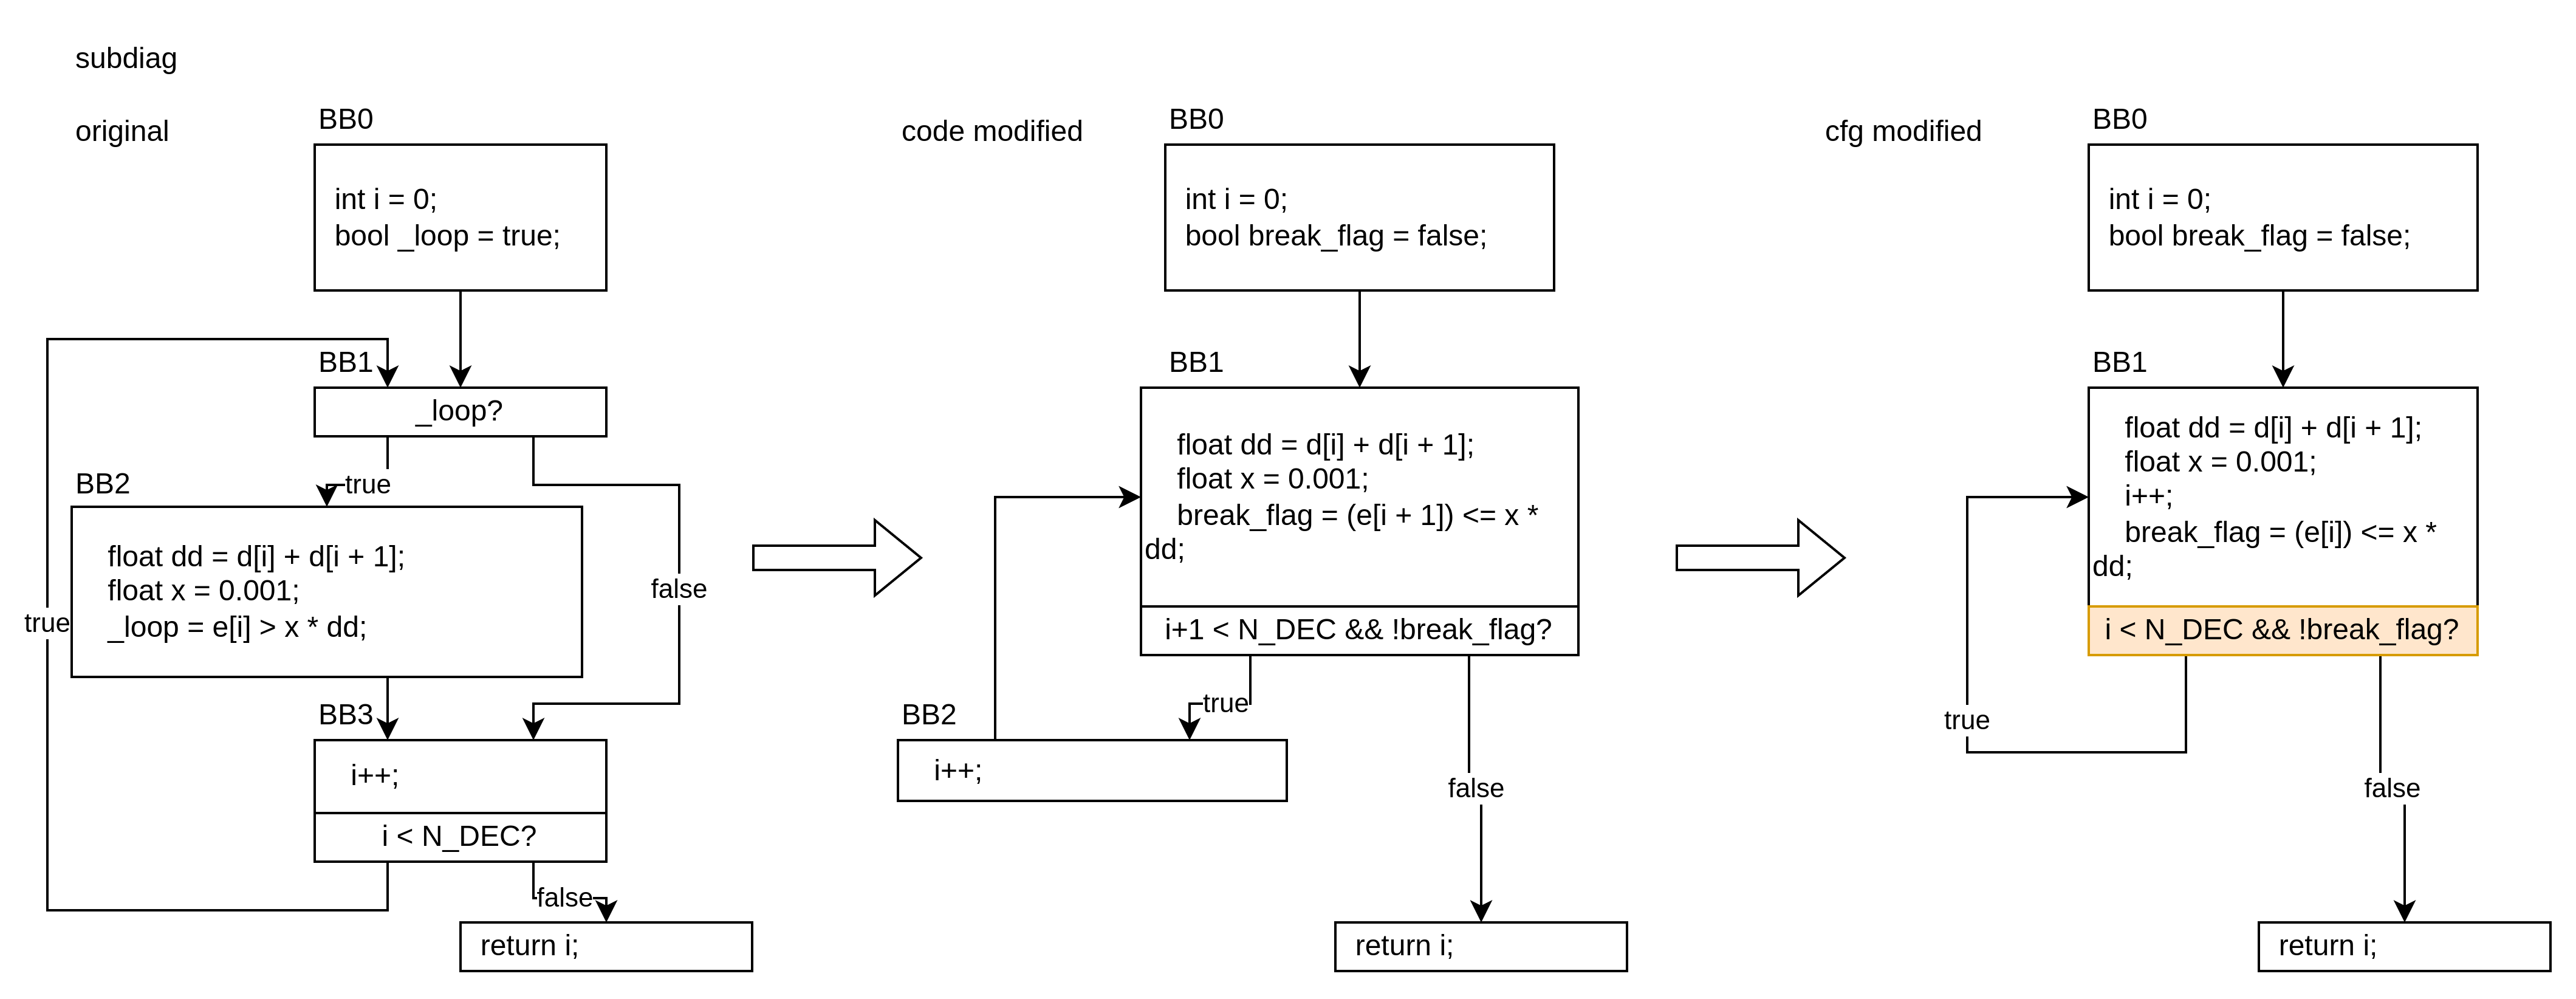 subdiag
original
BB0
int i = 0;
bool _loop = true;
BB1
_loop?
true
false
BB2
float dd = d[i] + d[i + 1];
float x = 0.001;
_loop = e[i] > x * dd;
true
BB3
i++;
i < N_DEC?
false
return i;
code modified
BB0
int i = 0;
bool break_flag = false;
BB1
float dd = d[i] + d[i + 1];
float x = 0.001;
break_flag = (e[i + 1]) <= x *
dd;
i+1 < N_DEC && !break_flag?
true
BB2
i++;
false
return i;
cfg modified
BB0
int i = 0;
bool break_flag = false;
BB1
float dd = d[i] + d[i + 1];
float x = 0.001;
i++;
break_flag = (e[i]) <= x *
dd;
i < N_DEC && !break_flag?
true
false
return i;